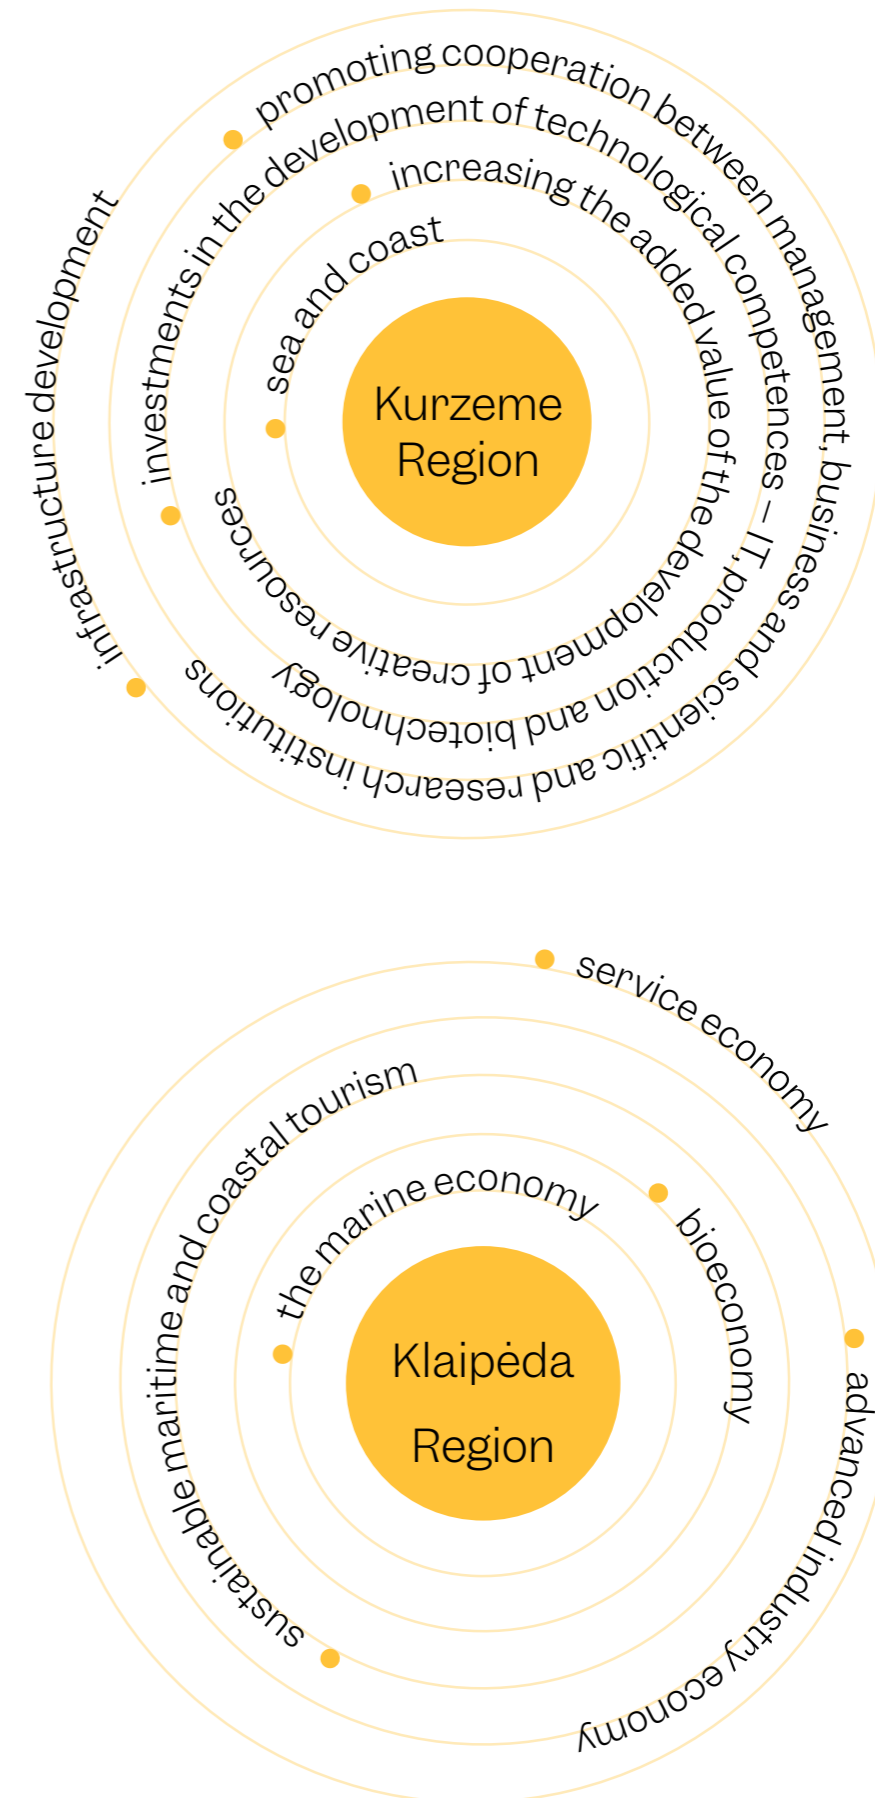 Kurzeme
Region
sea and coast
increasing the added value of the development of creative resources
investments in the development of technological competences – IT, production and biotechnology
promoting cooperation between management, business and scientific and research institutions
infrastructure development
Klaipėda
Region
the marine economy
bioeconomy
sustainable maritime and coastal tourism
advanced industry economy
service economy